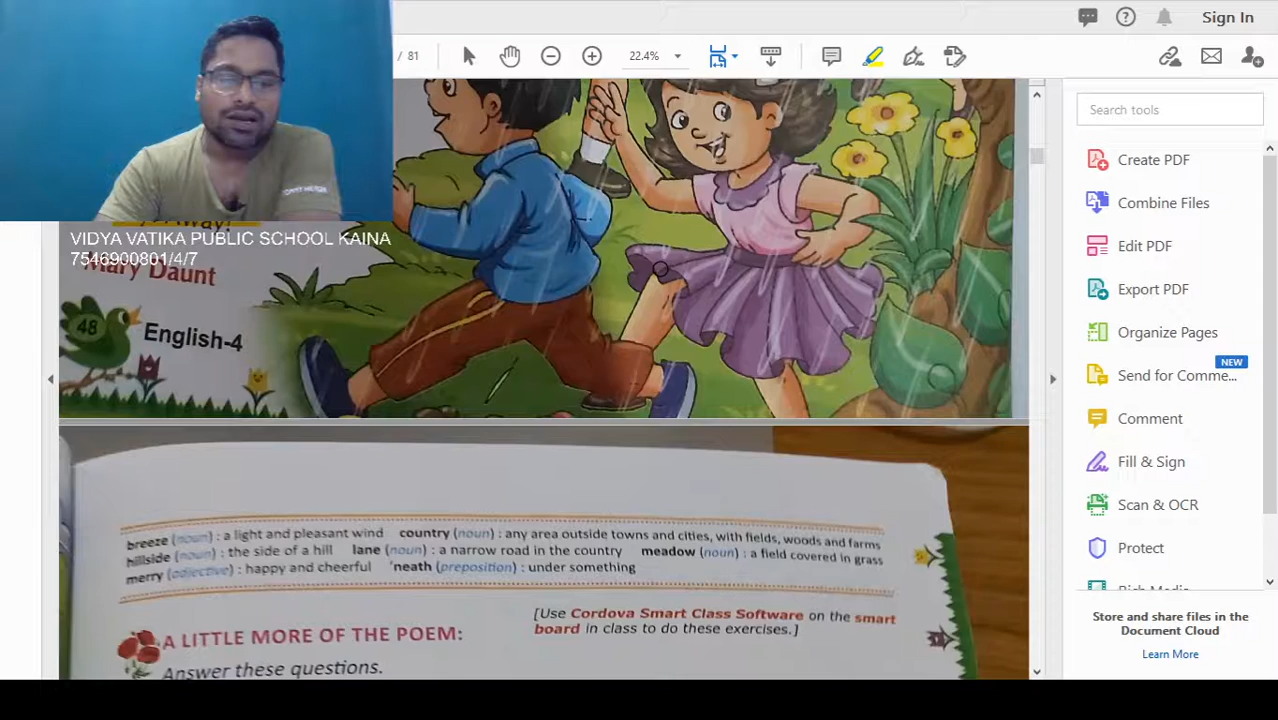 Sign In
/ 81
22.4%
Search tools
Create PDF
Combine Files
Edit PDF
Export PDF
Organize Pages
NEW
Send for Comme...
Comment
Fill & Sign
Scan & OCR
Protect
Rich Media
Store and share files in the
Document Cloud
Learn More
TOMMY HILFIGER
Away!
VIDYA VATIKA PUBLIC SCHOOL KAINA
7546900801/4/7
Mary Daunt
48
English-4
breeze (noun) : a light and pleasant wind country (noun) : any area outside towns and cities, with fields, woods and farms
hillside (noun) : the side of a hill lane (noun) : a narrow road in the country meadow (noun) : a field covered in grass
merry (adjective) : happy and cheerful 'neath (preposition) : under something
[Use Cordova Smart Class Software on the smart
board in class to do these exercises.]
A LITTLE MORE OF THE POEM:
Answer these questions.